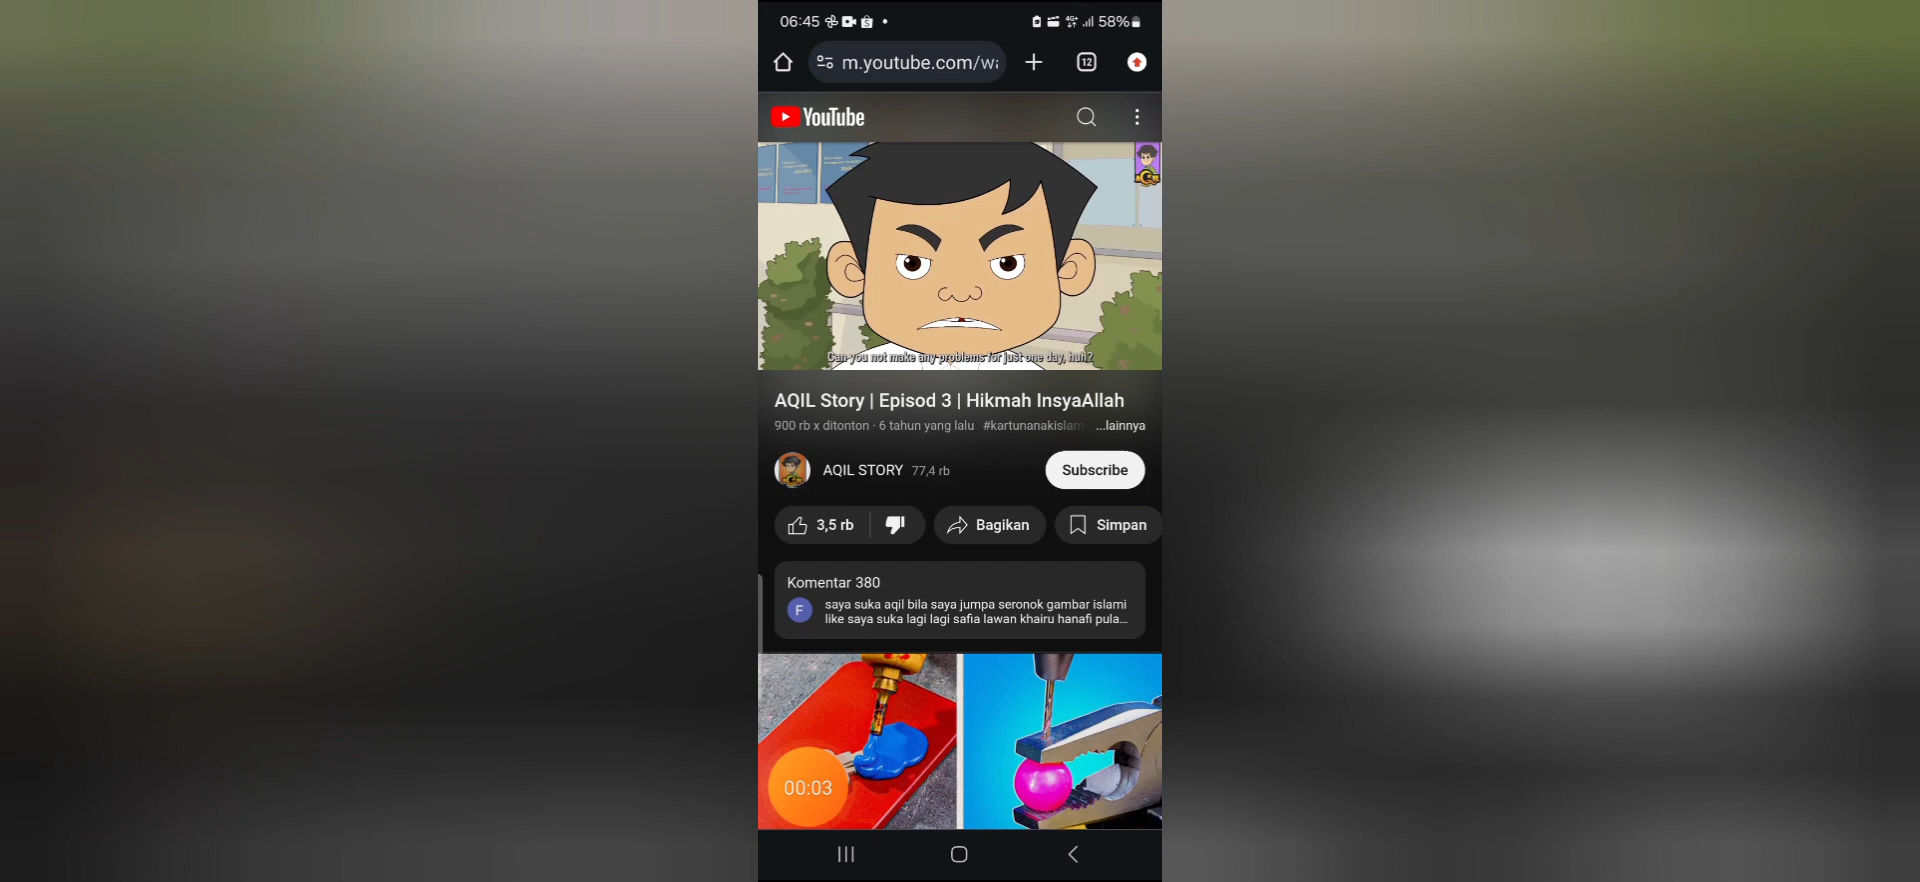 06:45
58%
m.youtube.com/wa
12
YouTube
Can you not make any problems for just one day, huh?
AQIL Story | Episod 3 | Hikmah InsyaAllah
900 rb x ditonton · 6 tahun yang lalu #kartunanakislam ...lainnya
AQIL STORY 77,4 rb
Subscribe
3,5 rb
Bagikan
Simpan
Komentar 380
F
saya suka aqil bila saya jumpa seronok gambar islami
like saya suka lagi lagi safia lawan khairu hanafi pula...
00:03